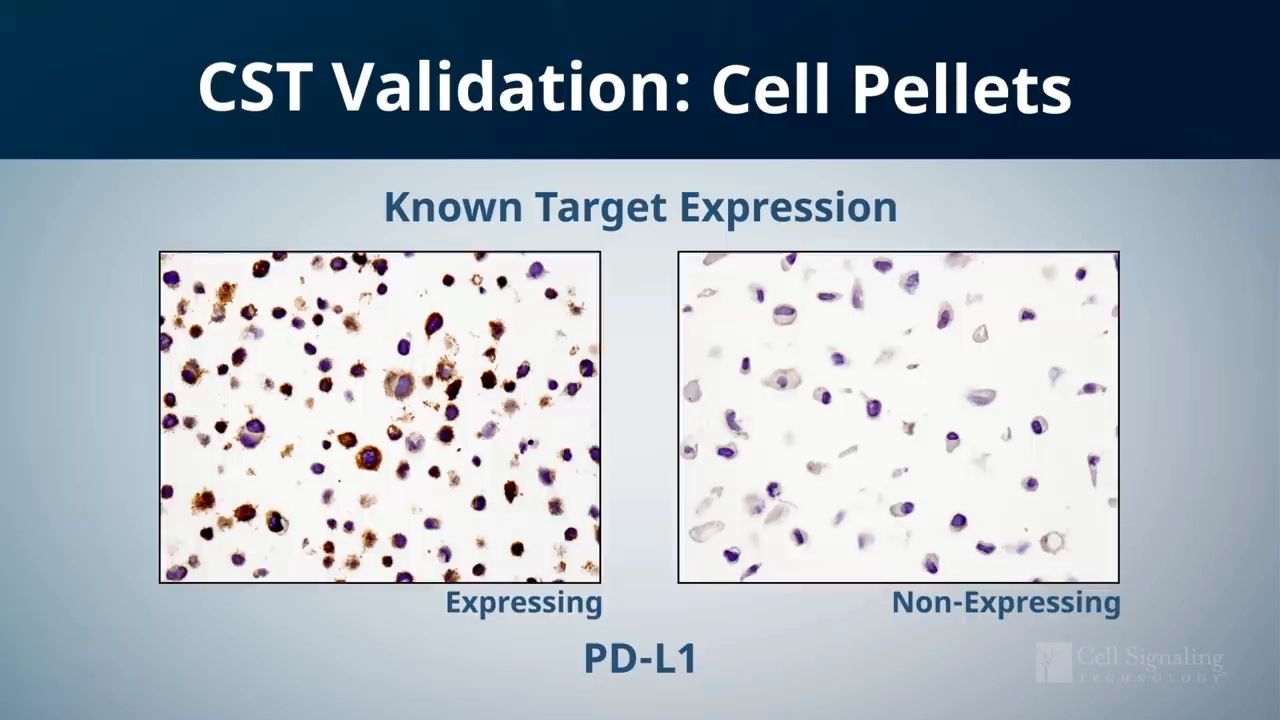 CST Validation: Cell Pellets
Known Target Expression
Expressing
Non-Expressing
PD-L1
Cell Signaling
TECHNOLOGY